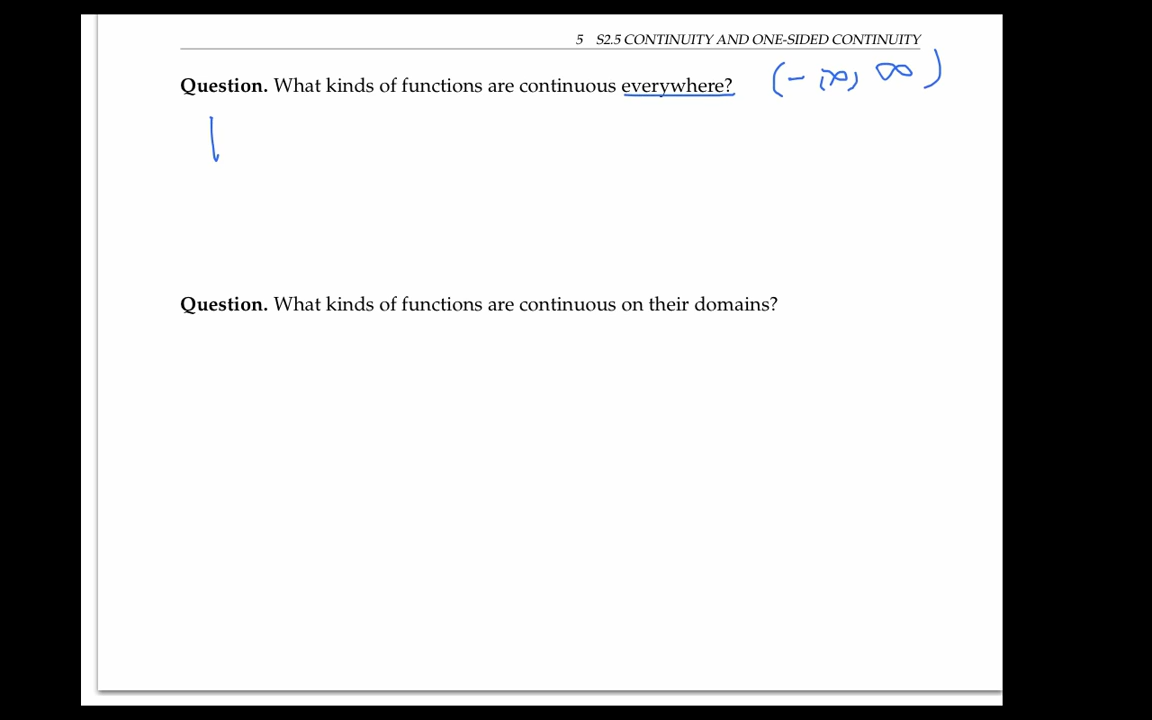 5 S2.5 CONTINUITY AND ONE-SIDED CONTINUITY
Question. What kinds of functions are continuous everywhere? (-∞, ∞)
Question. What kinds of functions are continuous on their domains?